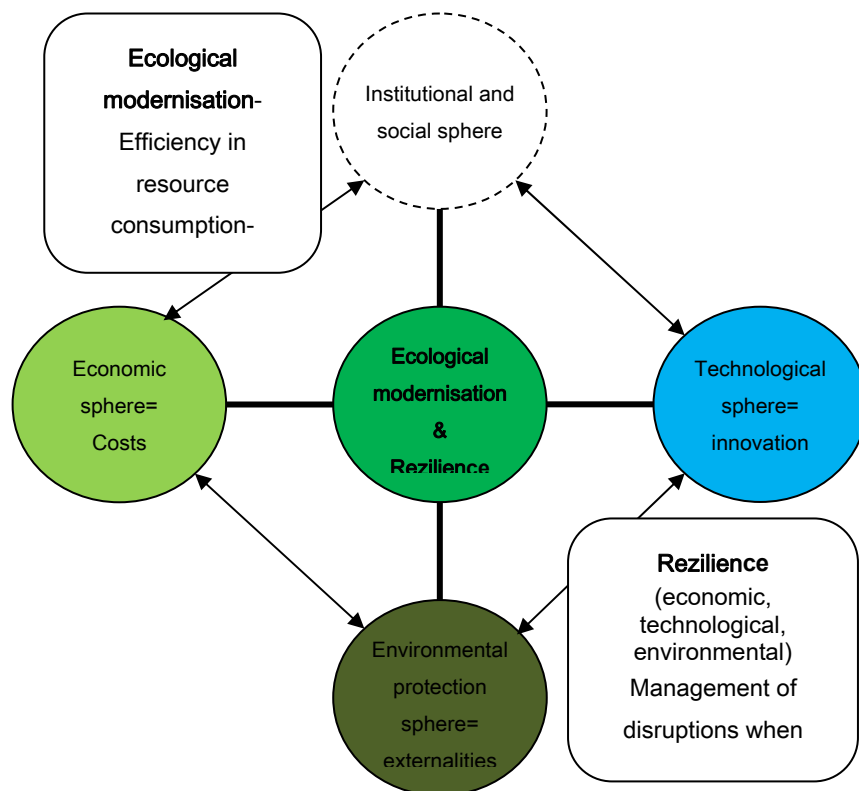 Ecological
modernisation-
Efficiency in
resource
consumption-
Institutional and
social sphere
Economic
sphere=
Costs
Ecological
modernisation
&
Rezilience
Technological
sphere=
innovation
Environmental
protection
sphere=
externalities
Rezilience
(economic,
technological,
environmental)
Management of
disruptions when